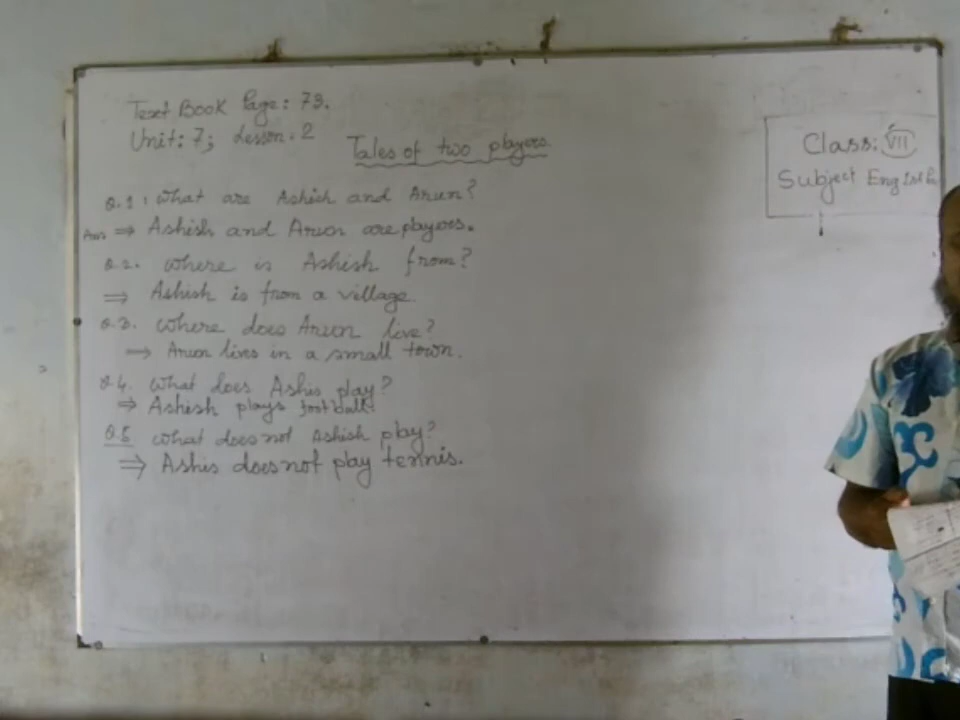 Text Book Page: 73.
Unit: 7; Lesson. 2
Tales of two players
Class: VII
Subject Eng 1st
Q.1: What are Ashish and Arun?
Ans ⇒ Ashish and Arun are players.
Q.2. Where is Ashish from?
⇒ Ashish is from a village
Q.3. Where does Arun live?
⇒ Arun lives in a small town.
Q.4. What does Ashis play?
⇒ Ashish plays football.
Q.5 What does not Ashish play?
⇒ Ashis does not play tennis.